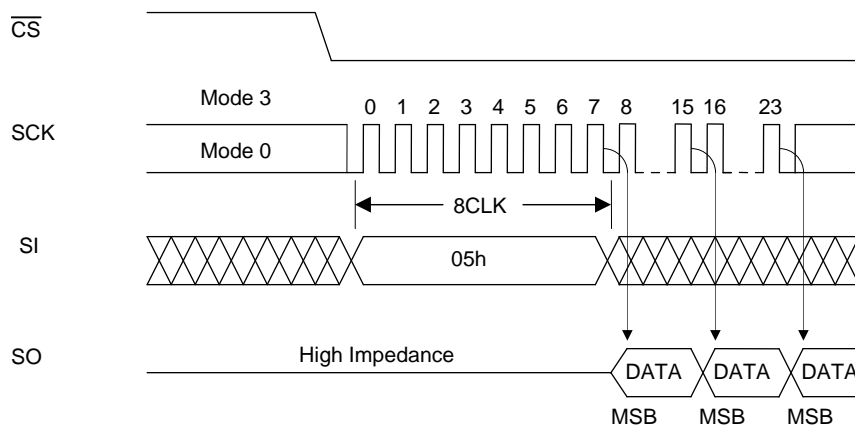 CS
Mode 3
0 1 2 3 4 5 6 7 8 15 16 23
SCK
Mode 0
8CLK
SI
05h
SO
High Impedance
DATA DATA DATA
MSB MSB MSB